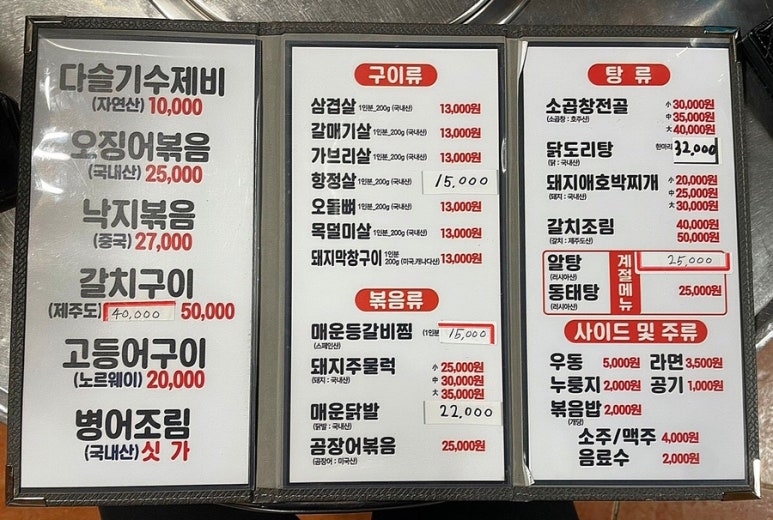 다슬기수제비
(자연산) 10,000
오징어볶음
(국내산) 25,000
낙지볶음
(중국) 27,000
갈치구이
(제주도) 40,000 50,000
고등어구이
(노르웨이) 20,000
병어조림
(국내산) 싯 가
구이류
삼겹살 1인분_200g (국내산) 13,000원
갈매기살 1인분_200g (국내산) 13,000원
가브리살 1인분_200g (국내산) 13,000원
항정살 1인분_200g (국내산) 15,000
오돌뼈 1인분_200g (국내산) 13,000원
목덜미살 1인분_200g (국내산) 13,000원
돼지막창구이 1인분 200g (미국,캐나다산) 13,000원
볶음류
매운등갈비찜 (1인분 15,000
(스페인산)
돼지주물럭 小 25,000원
(돼지 : 국내산) 中 30,000원
大 35,000원
매운닭발 22,000
(닭발 : 국내산)
곰장어볶음 25,000원
(곰장어 : 미국산)
탕 류
소곱창전골 小 30,000원
(소곱창 : 호주산) 中 35,000원
大 40,000원
닭도리탕 한마리 32,000
(닭 : 국내산)
돼지애호박찌개 小 20,000원
(돼지 : 국내산) 中 25,000원
大 30,000원
갈치조림 40,000원
(갈치 : 제주도산) 50,000원
계절메뉴
알탕 25,000
(러시아산)
동태탕 25,000원
(러시아산)
사이드 및 주류
우동 5,000원 라면 3,500원
누룽지 2,000원 공기 1,000원
볶음밥 2,000원
(개당)
소주/맥주 4,000원
음료수 2,000원